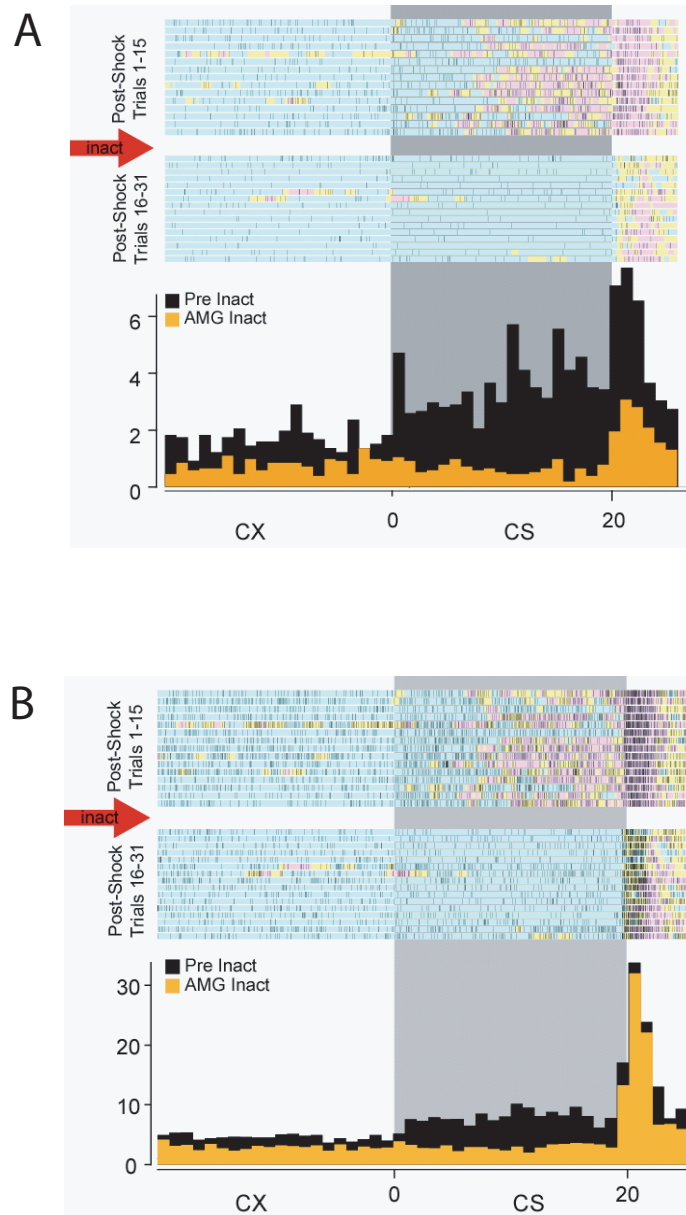 A
Post-Shock
Trials 1-15
inact
Post-Shock
Trials 16-31
Pre Inact
AMG Inact
6
4
2
0
0
20
CX
CS
B
Post-Shock
Trials 1-15
inact
Post-Shock
Trials 16-31
Pre Inact
AMG Inact
30
20
10
0
0
20
CX
CS